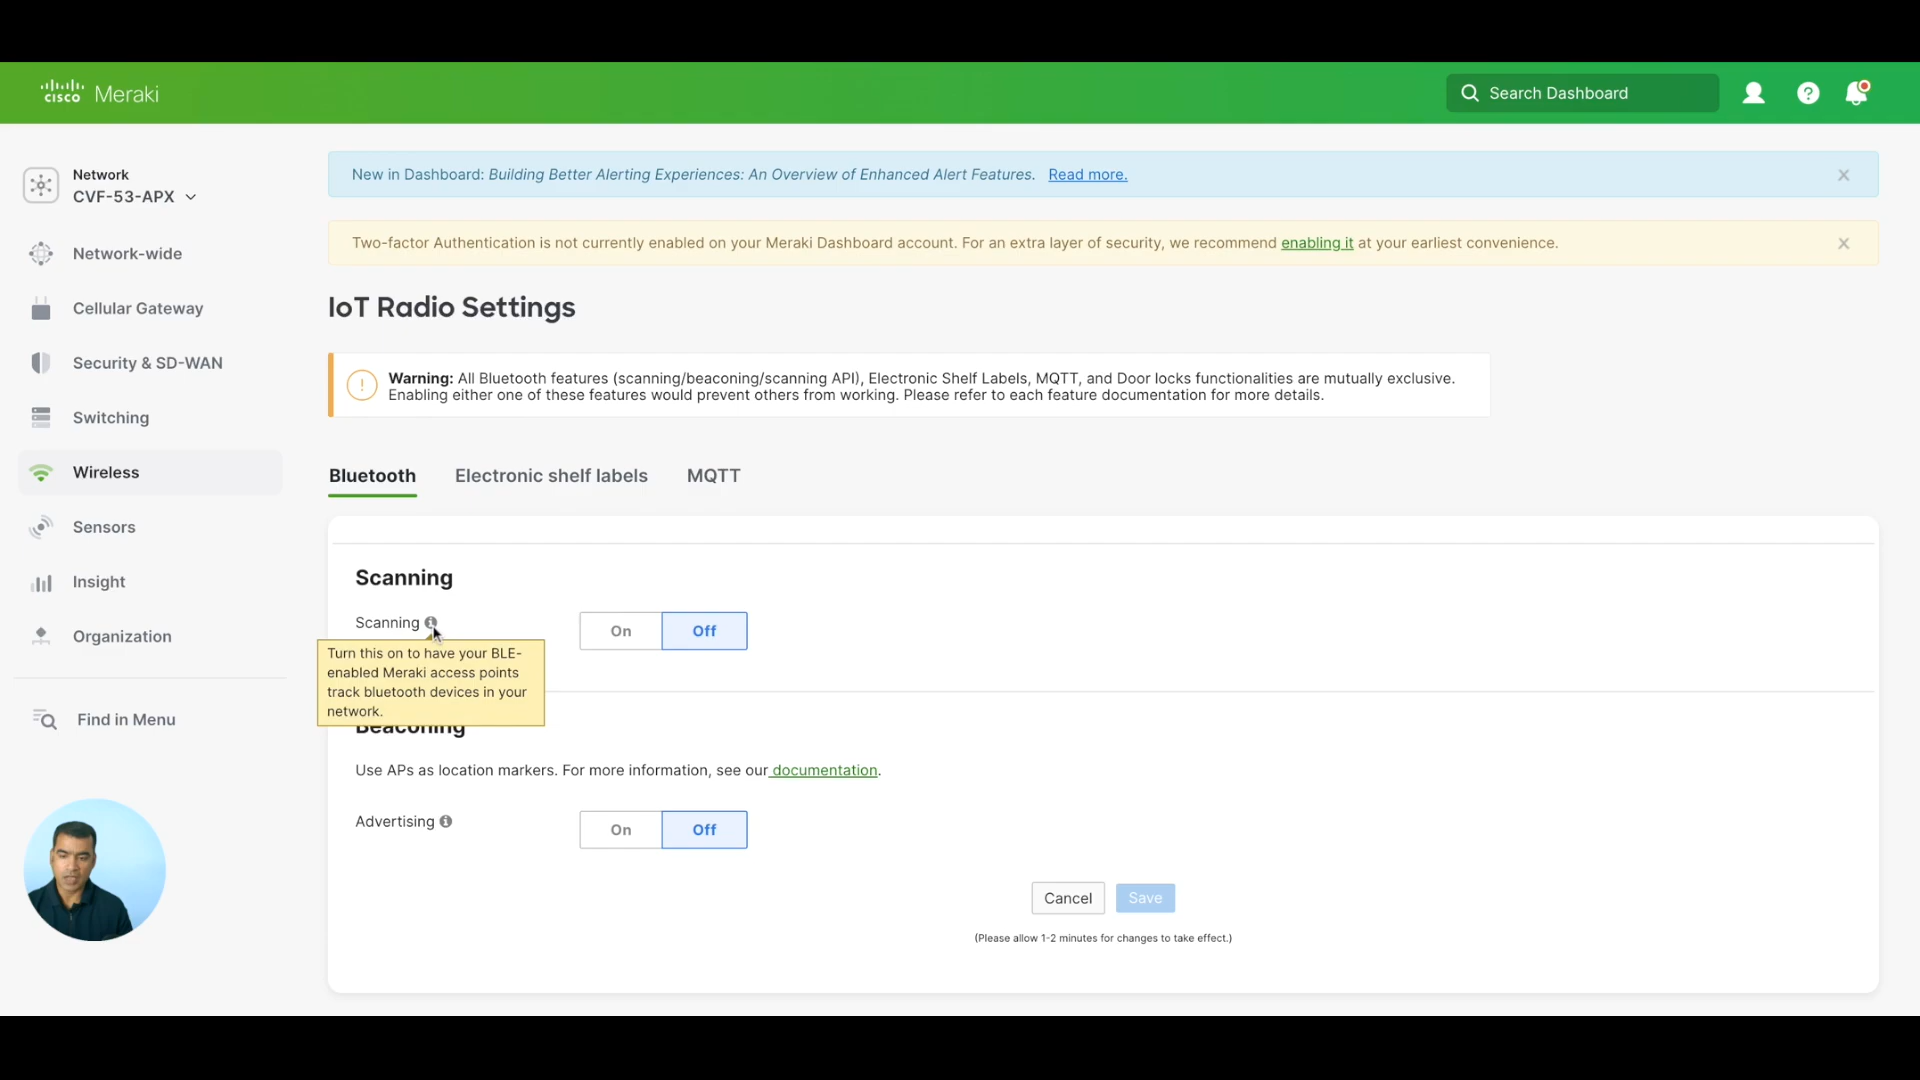 CISCO Meraki
Search Dashboard
?
Network
CVF-53-APX
Network-wide
Cellular Gateway
Security & SD-WAN
Switching
Wireless
Sensors
Insight
Organization
Find in Menu
New in Dashboard: Building Better Alerting Experiences: An Overview of Enhanced Alert Features. Read more.
Two-factor Authentication is not currently enabled on your Meraki Dashboard account. For an extra layer of security, we recommend enabling it at your earliest convenience.
IoT Radio Settings
Warning: All Bluetooth features (scanning/beaconing/scanning API), Electronic Shelf Labels, MQTT, and Door locks functionalities are mutually exclusive.
Enabling either one of these features would prevent others from working. Please refer to each feature documentation for more details.
Bluetooth Electronic shelf labels MQTT
Scanning
Scanning On Off
Turn this on to have your BLE-
enabled Meraki access points
track bluetooth devices in your
network.
Beaconing
Use APs as location markers. For more information, see our documentation.
Advertising On Off
Cancel Save
(Please allow 1-2 minutes for changes to take effect.)